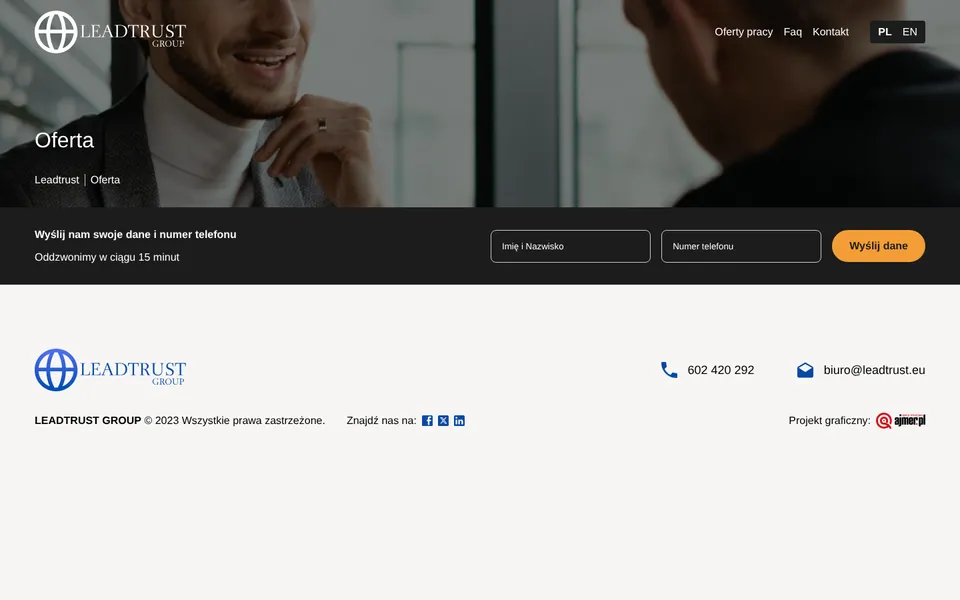 LEADTRUST
GROUP
Oferty pracy Faq Kontakt PL EN
Oferta
Leadtrust Oferta
Wyślij nam swoje dane i numer telefonu
Oddzwonimy w ciągu 15 minut
Imię i Nazwisko
Numer telefonu
Wyślij dane
LEADTRUST
GROUP
602 420 292
biuro@leadtrust.eu
LEADTRUST GROUP © 2023 Wszystkie prawa zastrzeżone.
Znajdź nas na:
Projekt graficzny: ajmer.pl